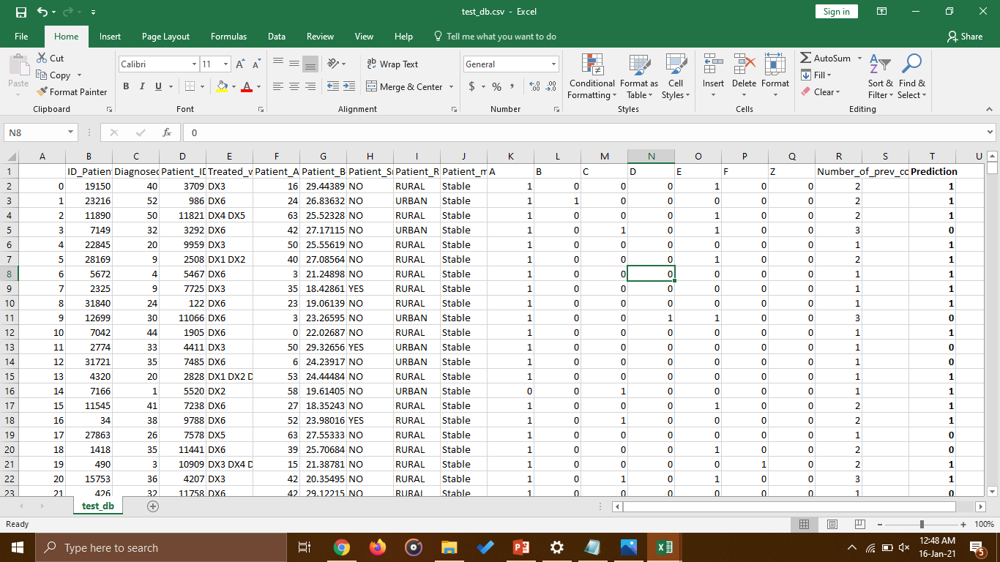 test_db.csv - Excel
Sign in
File Home Insert Page Layout Formulas Data Review View Help Tell me what you want to do Share
Cut
Copy
Format Painter
Paste
Calibri 11
B I U
Wrap Text
Merge & Center
General
$ % ,
Conditional Formatting
Format as Table
Cell Styles
Insert Delete Format
AutoSum
Fill
Clear
Sort & Filter
Find & Select
Clipboard Font Alignment Number Styles Cells Editing
N8 fx 0
A B C D E F G H I J K L M N O P Q R S T U
1 ID_Patien Diagnosed Patient_ID Treated_w Patient_A Patient_B Patient_S Patient_R Patient_m A B C D E F Z Number_of_prev_co Prediction
2 0 19150 40 3709 DX3 16 29.44389 NO RURAL Stable 1 0 0 0 1 0 0 2 1
3 1 23216 52 986 DX6 24 26.83632 NO URBAN Stable 1 1 0 0 0 0 0 2 1
4 2 11890 50 11821 DX4 DX5 63 25.52328 NO RURAL Stable 1 0 0 0 1 0 0 2 1
5 3 7149 32 3292 DX6 42 27.17115 NO URBAN Stable 1 0 1 0 1 0 0 3 0
6 4 22845 20 9959 DX3 50 25.55619 NO RURAL Stable 1 0 0 0 0 0 0 1 1
7 5 28169 9 2508 DX1 DX2 40 27.08564 NO RURAL Stable 1 0 0 0 1 0 0 2 1
8 6 5672 4 5467 DX6 3 21.24898 NO RURAL Stable 1 0 0 0 0 0 0 1 1
9 7 2325 9 7725 DX3 35 18.42861 YES RURAL Stable 1 0 0 0 0 0 0 1 1
10 8 31840 24 122 DX6 23 19.06139 NO RURAL Stable 1 0 0 0 0 0 0 1 1
11 9 12699 30 11066 DX6 3 23.26595 NO URBAN Stable 1 0 0 1 1 0 0 3 0
12 10 7042 44 1905 DX6 0 22.02687 NO RURAL Stable 1 0 0 0 0 0 0 1 1
13 11 2774 33 4411 DX3 50 29.32656 YES URBAN Stable 1 0 0 0 0 0 0 1 0
14 12 31721 35 7485 DX6 6 24.23917 NO URBAN Stable 1 0 0 0 0 0 0 1 0
15 13 4320 20 2828 DX1 DX2 D 53 24.44484 NO RURAL Stable 1 0 0 0 0 0 0 1 1
16 14 7166 1 5520 DX2 58 19.61405 NO URBAN Stable 0 0 1 0 0 0 0 1 1
17 15 11545 41 7238 DX6 27 18.35243 NO RURAL Stable 1 0 0 0 1 0 0 2 1
18 16 34 38 9788 DX6 52 23.98016 YES RURAL Stable 1 0 1 0 0 0 0 2 1
19 17 27863 26 7578 DX5 63 27.55333 NO RURAL Stable 1 0 0 0 0 0 0 1 0
20 18 1418 35 11441 DX6 39 25.70684 NO RURAL Stable 1 0 0 0 1 0 0 2 0
21 19 490 3 10909 DX3 DX4 D 15 21.38781 NO RURAL Stable 1 0 0 0 0 1 0 2 1
22 20 15753 36 4207 DX3 42 20.35495 NO RURAL Stable 1 0 1 0 1 0 0 3 1
23 21 426 32 11758 DX6 42 29.12215 NO RURAL Stable 1 0 0 0 0 0 0 1 0
test_db
Ready 100%
Type here to search
12:48 AM
16-Jan-21
5